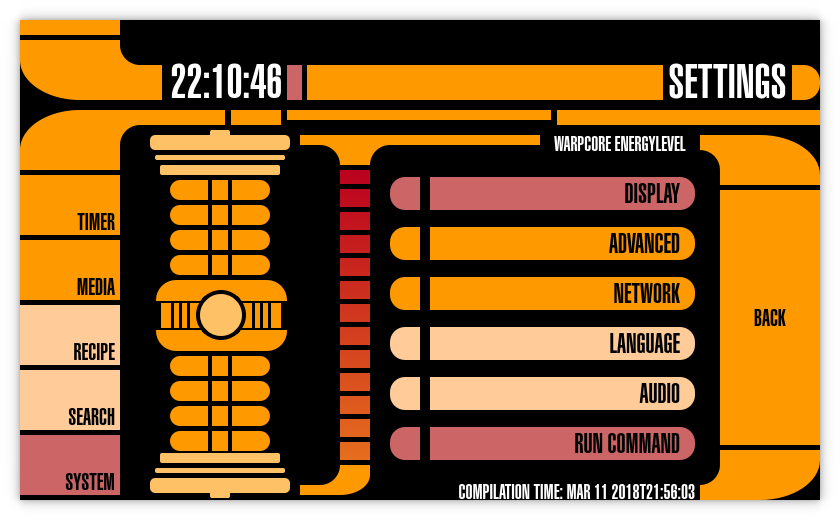 22:10:46
SETTINGS
WARPCORE ENERGYLEVEL
TIMER
MEDIA
RECIPE
SEARCH
SYSTEM
DISPLAY
ADVANCED
NETWORK
LANGUAGE
AUDIO
RUN COMMAND
BACK
COMPILATION TIME: MAR 11 2018T21:56:03